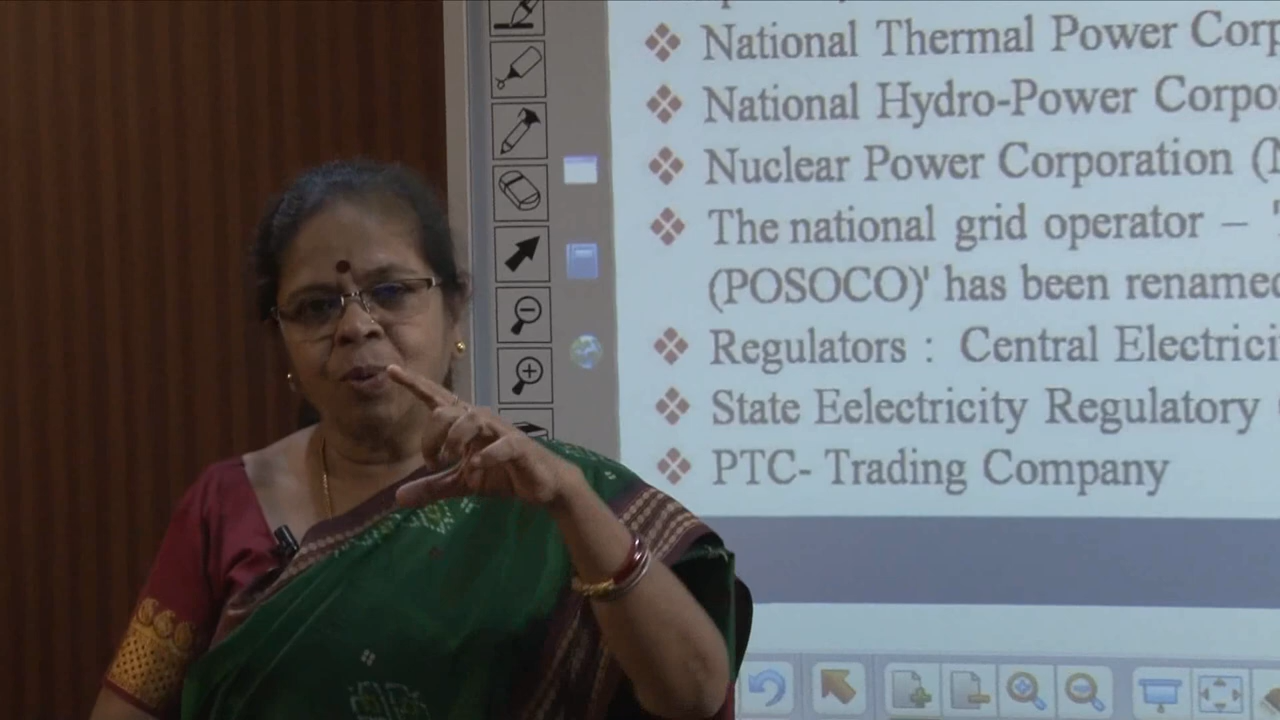 National Thermal Power Corp
National Hydro-Power Corpo
Nuclear Power Corporation (N
The national grid operator – '
(POSOCO)' has been renamed
Regulators : Central Electrici
State Eelectricity Regulatory (
PTC- Trading Company